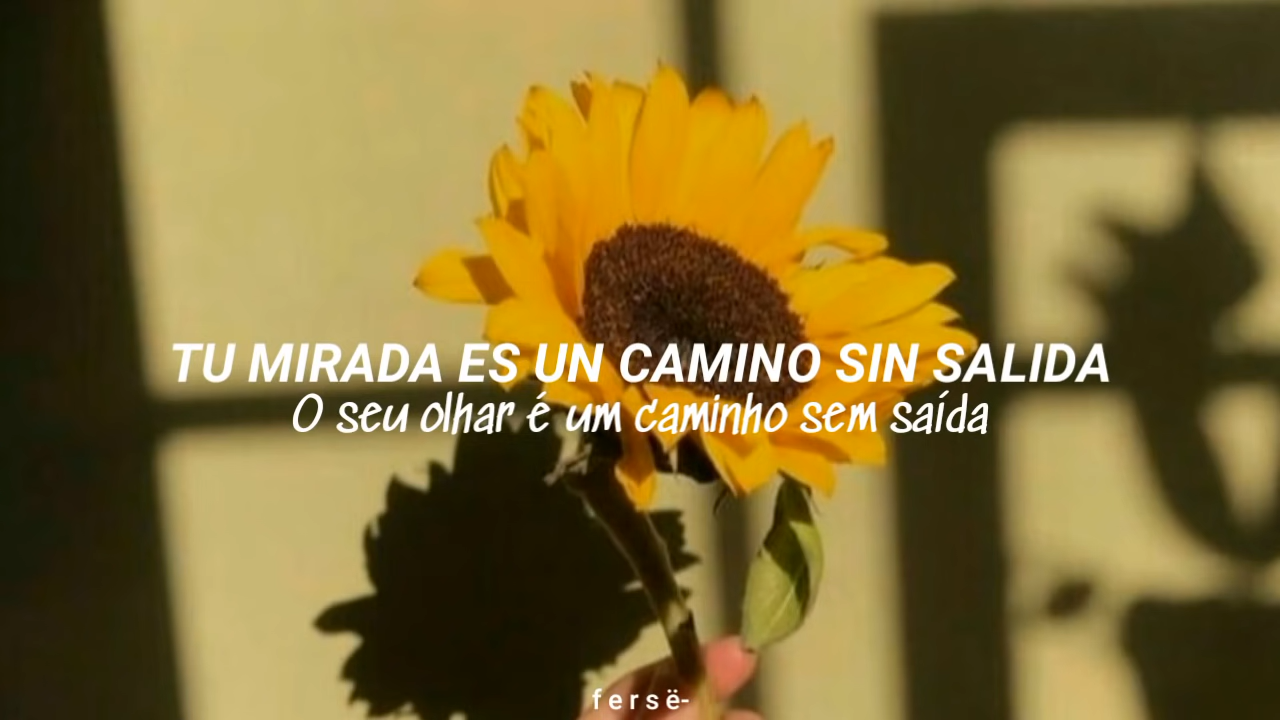 TU MIRADA ES UN CAMINO SIN SALIDA
O seu olhar é um caminho sem saída
fersë-